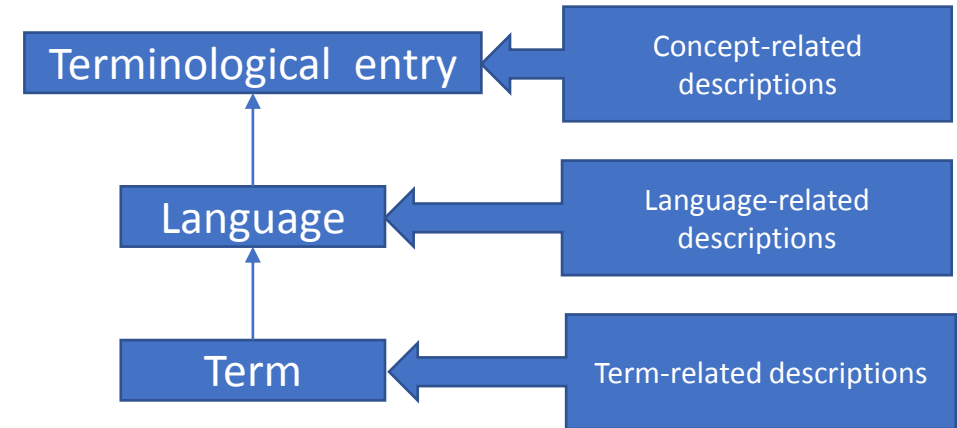 Terminological entry
Concept-related
descriptions
Language
Language-related
descriptions
Term
Term-related descriptions